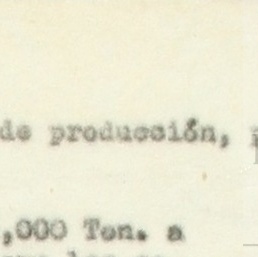 de producción,
,000 Ton. a